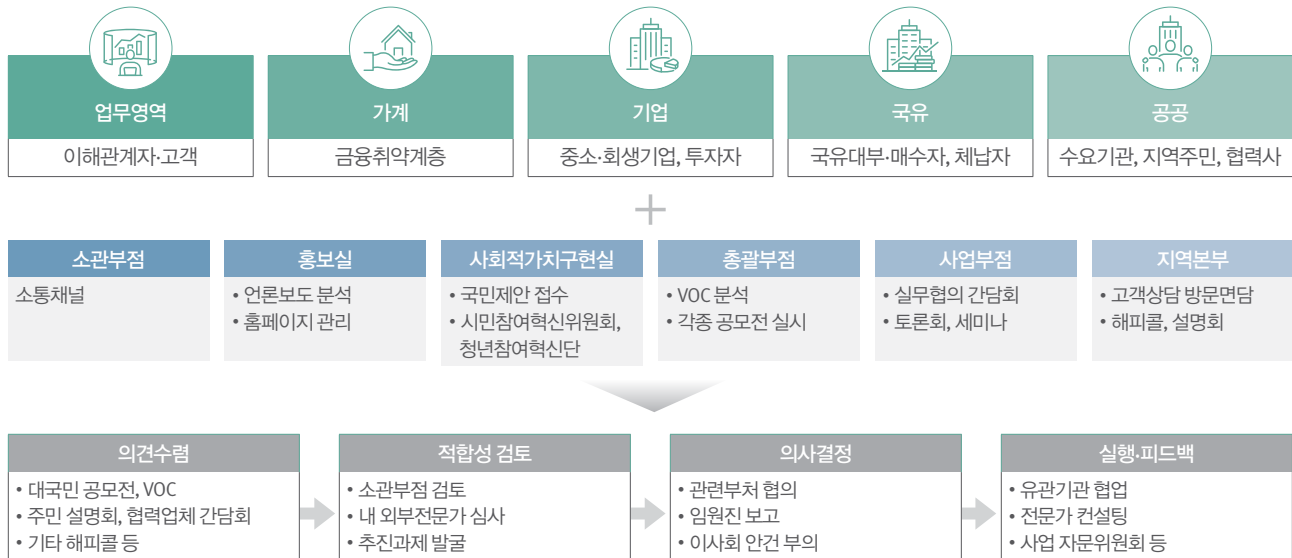 업무영역
가계
기업
국유
공공
이해관계자·고객
금융취약계층
중소·회생기업, 투자자
국유대부·매수자, 체납자
수요기관, 지역주민, 협력사
+
소관부점
홍보실
사회적가치구현실
총괄부점
사업부점
지역본부
소통채널
• 언론보도 분석
• 홈페이지 관리
• 국민제안 접수
• 시민참여혁신위원회,
청년참여혁신단
• VOC 분석
• 각종 공모전 실시
• 실무협의 간담회
• 토론회, 세미나
• 고객상담 방문면담
• 해피콜, 설명회
의견수렴
• 대국민 공모전, VOC
• 주민 설명회, 협력업체 간담회
• 기타 해피콜 등
적합성 검토
• 소관부점 검토
• 내 외부전문가 심사
• 추진과제 발굴
의사결정
• 관련부처 협의
• 임원진 보고
• 이사회 안건 부의
실행·피드백
• 유관기관 협업
• 전문가 컨설팅
• 사업 자문위원회 등